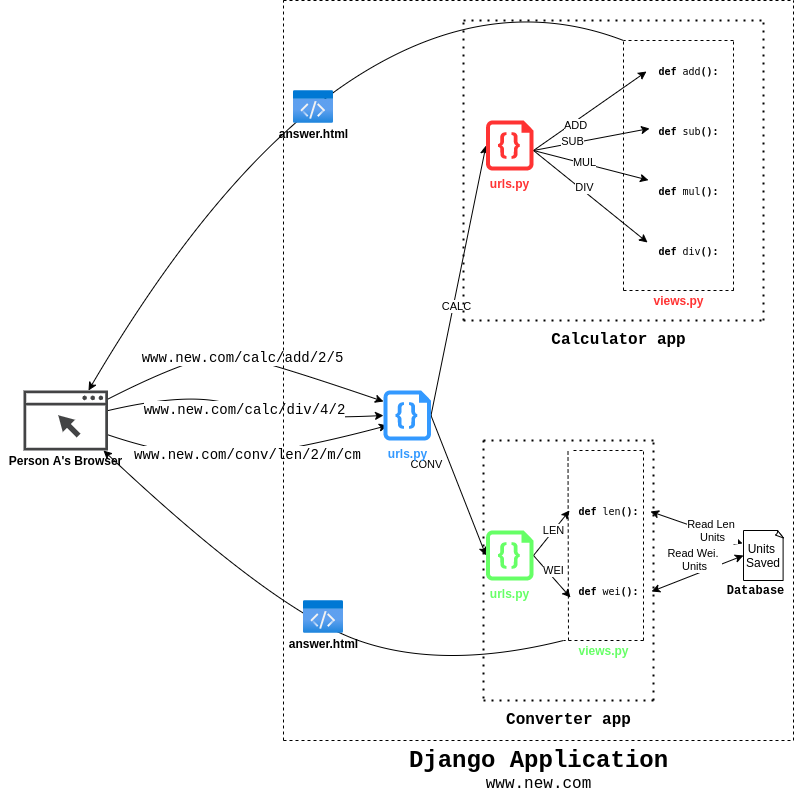 def add():
ADD
SUB
def sub():
MUL
DIV
def mul():
def div():
urls.py
answer.html
views.py
CALC
Calculator app
www.new.com/calc/add/2/5
www.new.com/calc/div/4/2
www.new.com/conv/len/2/m/cm
Person A's Browser
urls.py
CONV
def len():
LEN
WEI
def wei():
urls.py
views.py
Read Len
Units
Read Wei.
Units
Units
Saved
Database
answer.html
Converter app
Django Application
www.new.com